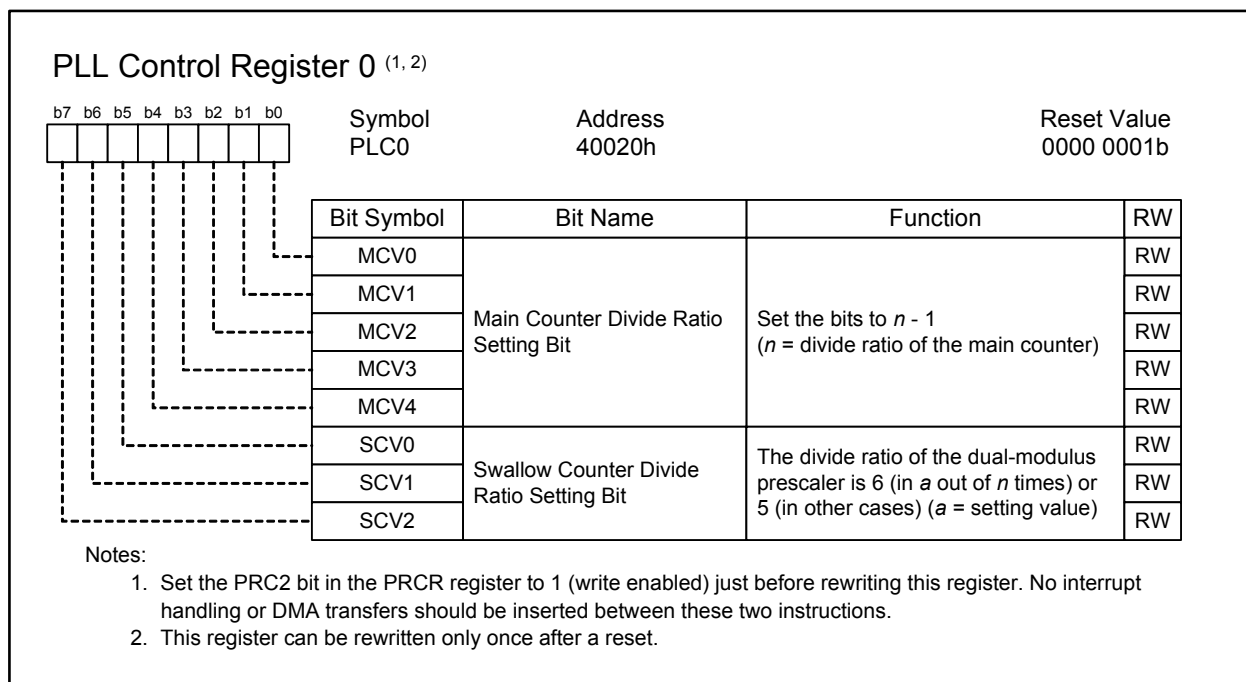 PLL Control Register 0 (1, 2)
b7 b6 b5 b4 b3 b2 b1 b0
Symbol Address Reset Value
PLC0 40020h 0000 0001b
Bit Symbol Bit Name Function RW
MCV0 RW
MCV1 RW
MCV2 RW
MCV3 RW
MCV4 RW
Main Counter Divide Ratio
Setting Bit
Set the bits to n - 1
(n = divide ratio of the main counter)
SCV0 RW
SCV1 RW
SCV2 RW
Swallow Counter Divide
Ratio Setting Bit
The divide ratio of the dual-modulus
prescaler is 6 (in a out of n times) or
5 (in other cases) (a = setting value)
Notes:
1. Set the PRC2 bit in the PRCR register to 1 (write enabled) just before rewriting this register. No interrupt
handling or DMA transfers should be inserted between these two instructions.
2. This register can be rewritten only once after a reset.